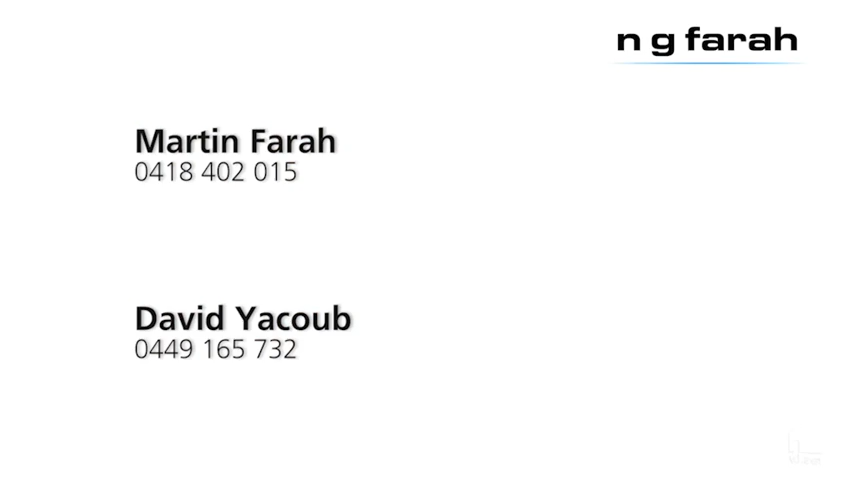 n g farah
Martin Farah
0418 402 015
David Yacoub
0449 165 732